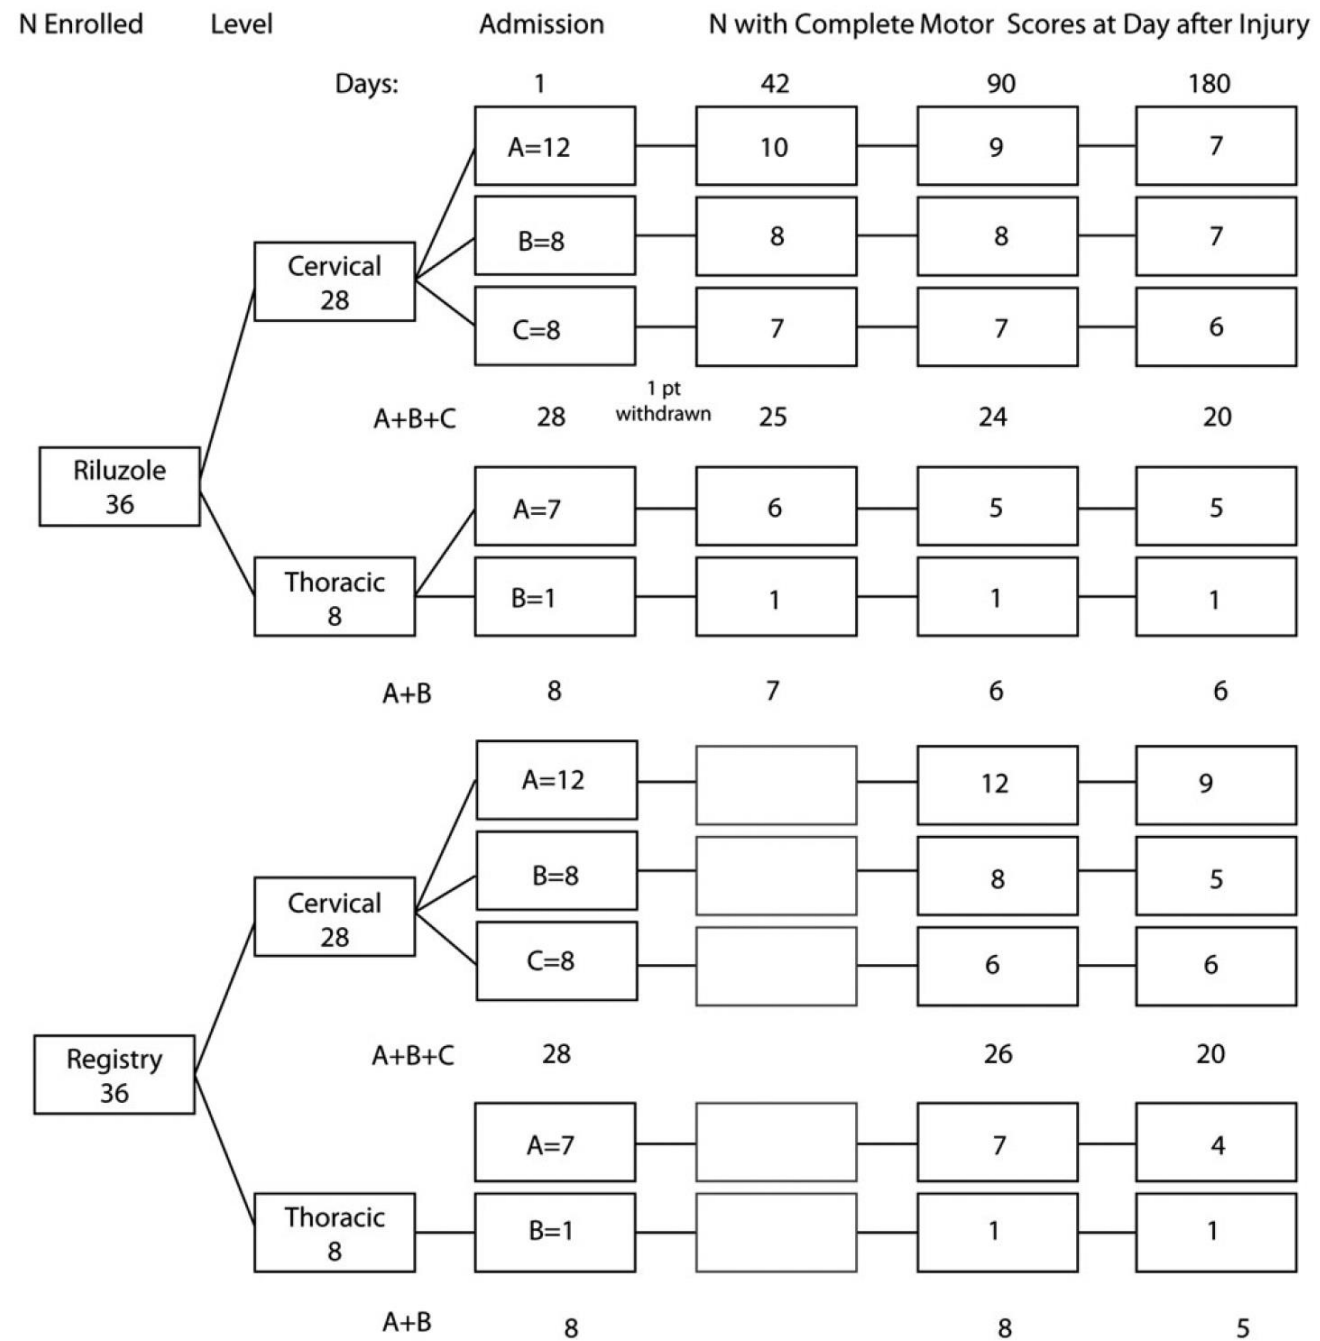 N Enrolled Level Admission N with Complete Motor Scores at Day after Injury
Days: 1 42 90 180
A=12 10 9 7
B=8 8 8 7
Cervical
28
C=8 7 7 6
1 pt
withdrawn
A+B+C 28 25 24 20
Riluzole
36
A=7 6 5 5
Thoracic
8
B=1 1 1 1
A+B 8 7 6 6
A=12 12 9
B=8 8 5
Cervical
28
C=8 6 6
A+B+C 28 26 20
Registry
36
A=7 7 4
Thoracic
8
B=1 1 1
A+B 8 8 5